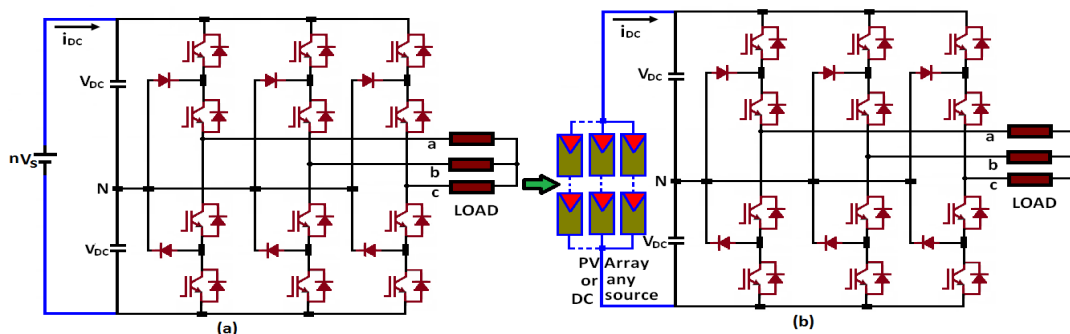 iDC
VDC
nVS
N
VDC
a
b
c
LOAD
(a)
iDC
VDC
N
VDC
a
b
c
LOAD
PV Array
or any
DC source
(b)